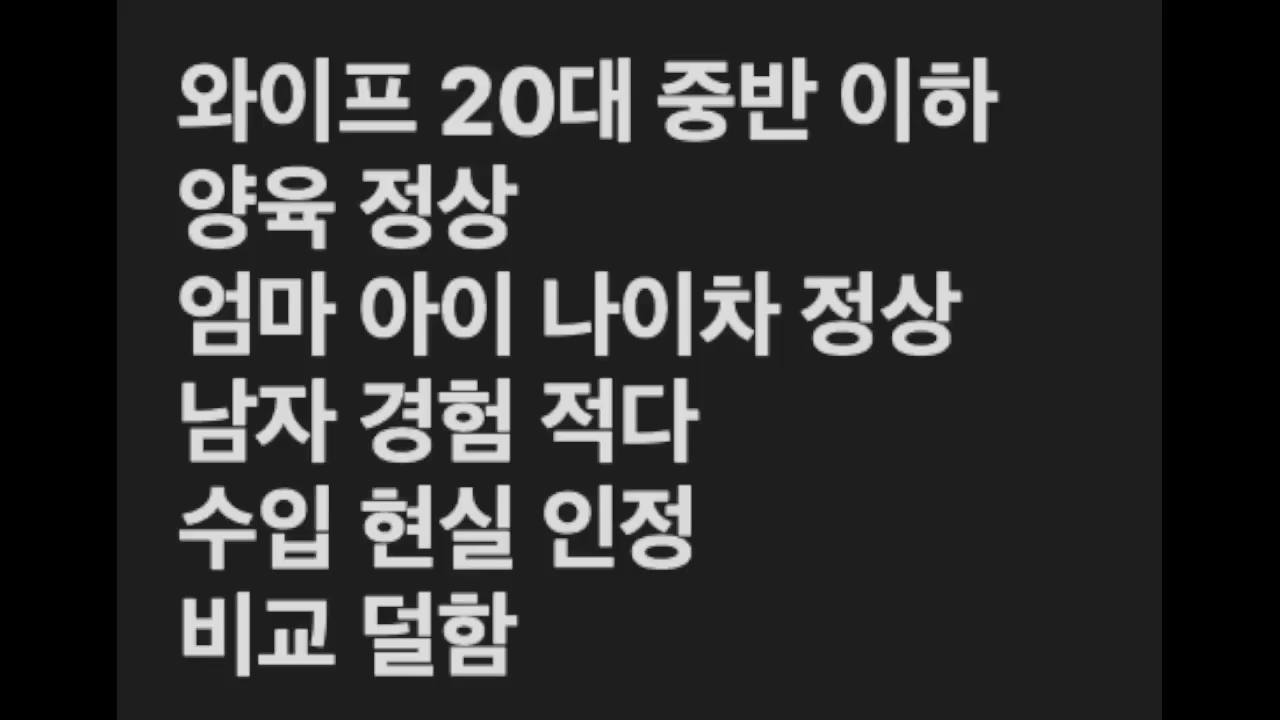 와이프 20대 중반 이하
양육 정상
엄마 아이 나이차 정상
남자 경험 적다
수입 현실 인정
비교 덜함